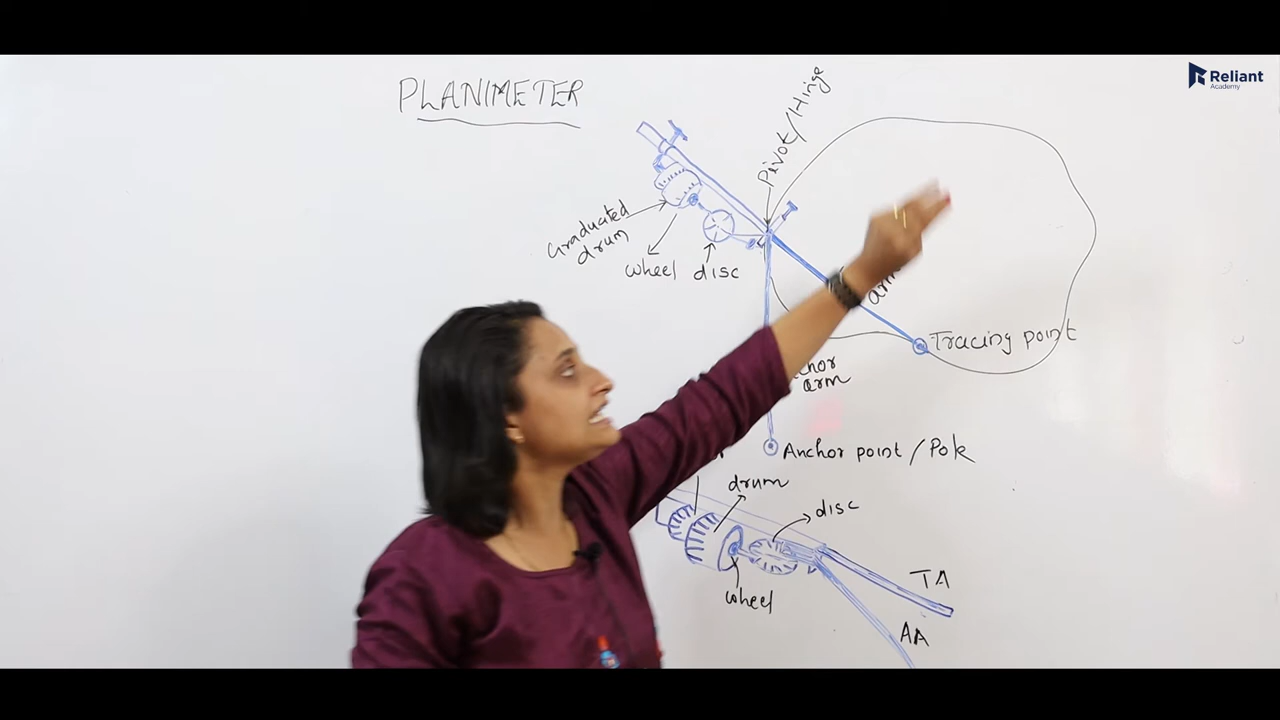 Reliant
Academy
PLANIMETER
Pivot/Hinge
Graduated
drum
wheel
disc
arm
Tracing point
arm
Anchor point / Pole
drum
disc
wheel
TA
AA